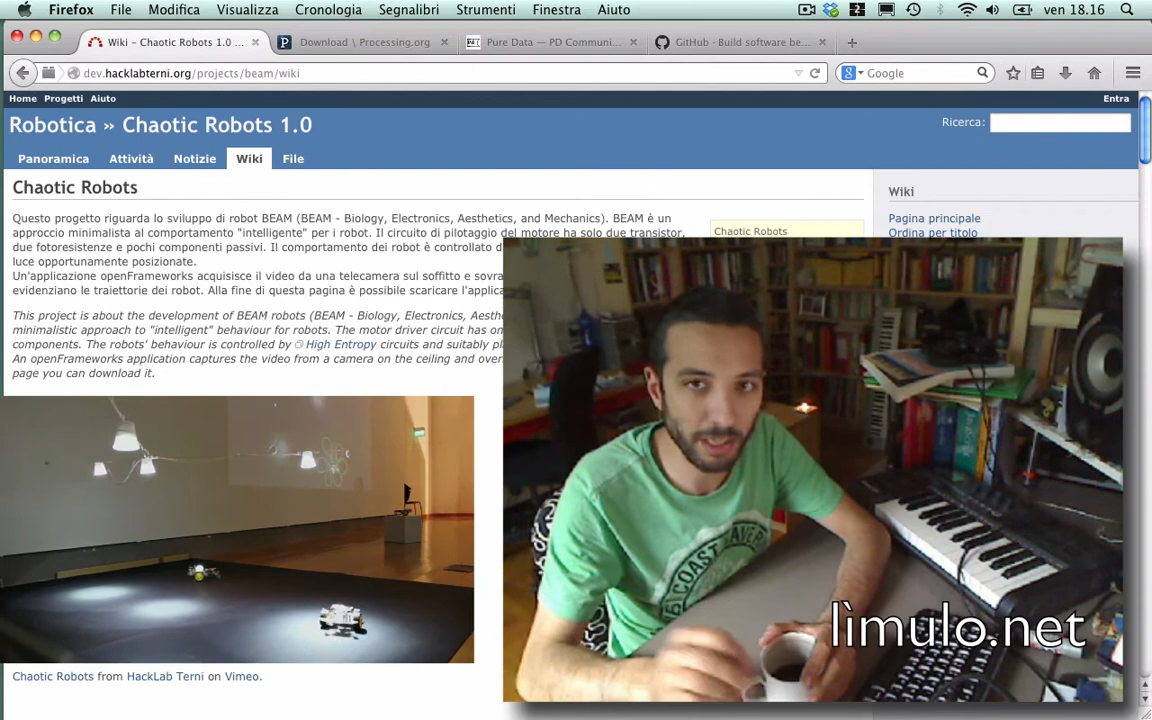 Firefox File Modifica Visualizza Cronologia Segnalibri Strumenti Finestra Aiuto ven 18.16
Wiki - Chaotic Robots 1.0 ... Download \ Processing.org Pure Data — PD Communi... GitHub · Build software be...
dev.hacklabterni.org/projects/beam/wiki Google
Home Progetti Aiuto Entra
Robotica » Chaotic Robots 1.0 Ricerca:
Panoramica Attività Notizie Wiki File
Chaotic Robots
Questo progetto riguarda lo sviluppo di robot BEAM (BEAM - Biology, Electronics, Aesthetics, and Mechanics). BEAM è un
approccio minimalista al comportamento "intelligente" per i robot. Il circuito di pilotaggio del motore ha solo due transistor,
due fotoresistenze e pochi componenti passivi. Il comportamento dei robot è controllato d
luce opportunamente posizionate.
Un'applicazione openFrameworks acquisisce il video da una telecamera sul soffitto e sovra
evidenziano le traiettorie dei robot. Alla fine di questa pagina è possibile scaricare l'applica
This project is about the development of BEAM robots (BEAM - Biology, Electronics, Aesthe
minimalistic approach to "intelligent" behaviour for robots. The motor driver circuit has on
components. The robots' behaviour is controlled by High Entropy circuits and suitably pl
An openFrameworks application captures the video from a camera on the ceiling and over
page you can download it.
Chaotic Robots
Wiki
Pagina principale
Ordina per titolo
COAST
lìmulo.net
Chaotic Robots from HackLab Terni on Vimeo.